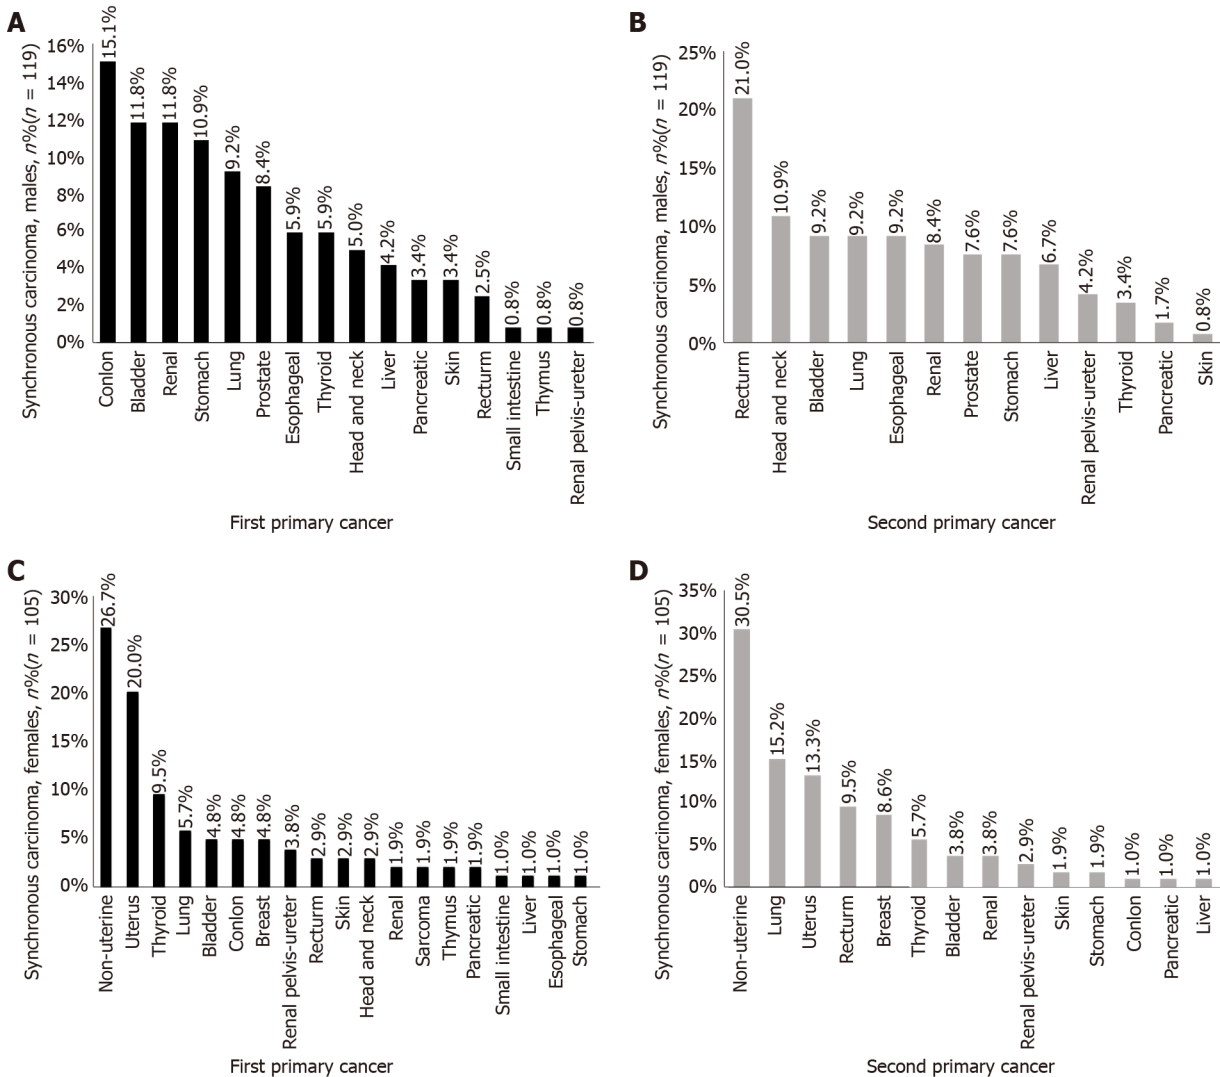 A
Synchronous carcinoma, males, n%(n = 119)
16%
14%
12%
10%
8%
6%
4%
2%
0%
15.1%
11.8%
11.8%
10.9%
9.2%
8.4%
5.9%
5.9%
5.0%
4.2%
3.4%
3.4%
2.5%
0.8%
0.8%
0.8%
Conlon
Bladder
Renal
Stomach
Lung
Prostate
Esophageal
Thyroid
Head and neck
Liver
Pancreatic
Skin
Recturm
Small intestine
Thymus
Renal pelvis-ureter
First primary cancer
B
Synchronous carcinoma, males, n%(n = 119)
25%
20%
15%
10%
5%
0%
21.0%
10.9%
9.2%
9.2%
9.2%
8.4%
7.6%
7.6%
6.7%
4.2%
3.4%
1.7%
0.8%
Recturm
Head and neck
Bladder
Lung
Esophageal
Renal
Prostate
Stomach
Liver
Renal pelvis-ureter
Thyroid
Pancreatic
Skin
Second primary cancer
C
Synchronous carcinoma, females, n%(n = 105)
30%
25%
20%
15%
10%
5%
0%
26.7%
20.0%
9.5%
5.7%
4.8%
4.8%
4.8%
3.8%
2.9%
2.9%
2.9%
1.9%
1.9%
1.9%
1.9%
1.0%
1.0%
1.0%
1.0%
Non-uterine
Uterus
Thyroid
Lung
Bladder
Conlon
Breast
Renal pelvis-ureter
Recturm
Skin
Head and neck
Renal
Sarcoma
Thymus
Pancreatic
Small intestine
Liver
Esophageal
Stomach
First primary cancer
D
Synchronous carcinoma, females, n%(n = 105)
35%
30%
25%
20%
15%
10%
5%
0%
30.5%
15.2%
13.3%
9.5%
8.6%
5.7%
3.8%
3.8%
2.9%
1.9%
1.9%
1.0%
1.0%
1.0%
Non-uterine
Lung
Uterus
Recturm
Breast
Thyroid
Bladder
Renal
Renal pelvis-ureter
Skin
Stomach
Conlon
Pancreatic
Liver
Second primary cancer